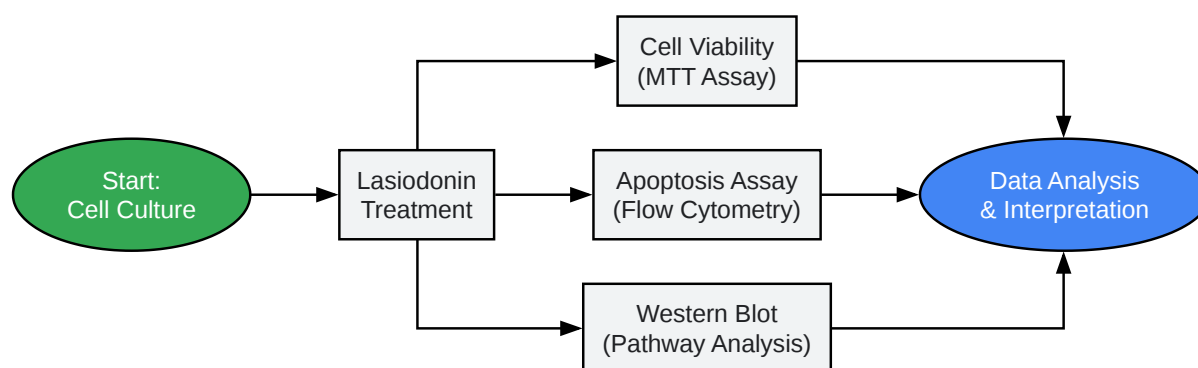 Start:
Cell Culture
Lasiodonin
Treatment
Cell Viability
(MTT Assay)
Apoptosis Assay
(Flow Cytometry)
Western Blot
(Pathway Analysis)
Data Analysis
& Interpretation